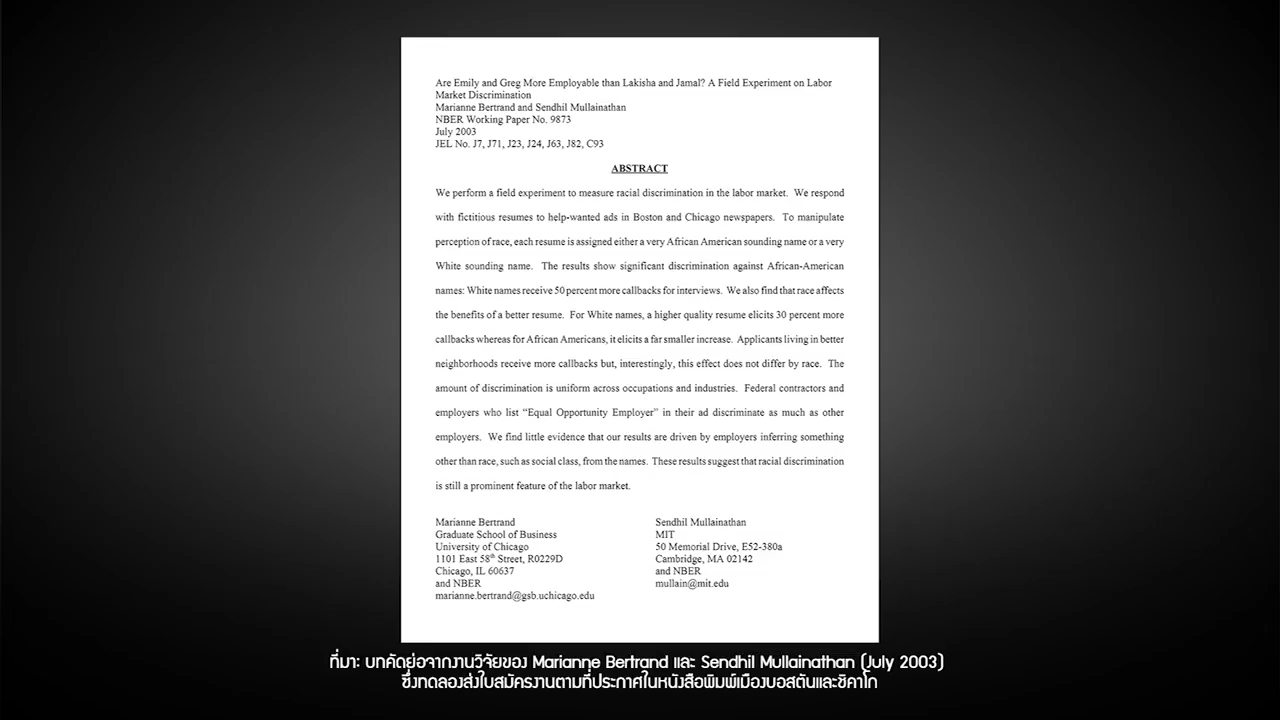 Are Emily and Greg More Employable than Lakisha and Jamal? A Field Experiment on Labor
Market Discrimination
Marianne Bertrand and Sendhil Mullainathan
NBER Working Paper No. 9873
July 2003
JEL No. J7, J71, J23, J24, J63, J82, C93
ABSTRACT
We perform a field experiment to measure racial discrimination in the labor market. We respond
with fictitious resumes to help-wanted ads in Boston and Chicago newspapers. To manipulate
perception of race, each resume is assigned either a very African American sounding name or a very
White sounding name. The results show significant discrimination against African-American
names: White names receive 50 percent more callbacks for interviews. We also find that race affects
the benefits of a better resume. For White names, a higher quality resume elicits 30 percent more
callbacks whereas for African Americans, it elicits a far smaller increase. Applicants living in better
neighborhoods receive more callbacks but, interestingly, this effect does not differ by race. The
amount of discrimination is uniform across occupations and industries. Federal contractors and
employers who list “Equal Opportunity Employer” in their ad discriminate as much as other
employers. We find little evidence that our results are driven by employers inferring something
other than race, such as social class, from the names. These results suggest that racial discrimination
is still a prominent feature of the labor market.
Marianne Bertrand
Graduate School of Business
University of Chicago
1101 East 58th Street, R0229D
Chicago, IL 60637
and NBER
marianne.bertrand@gsb.uchicago.edu
Sendhil Mullainathan
MIT
50 Memorial Drive, E52-380a
Cambridge, MA 02142
and NBER
mullain@mit.edu
ที่มา: บทคัดย่อจากงานวิจัยของ Marianne Bertrand และ Sendhil Mullainathan (July 2003)
ซึ่งทดลองส่งใบสมัครงานตามที่ประกาศในหนังสือพิมพ์เมืองบอสตันและชิคาโก